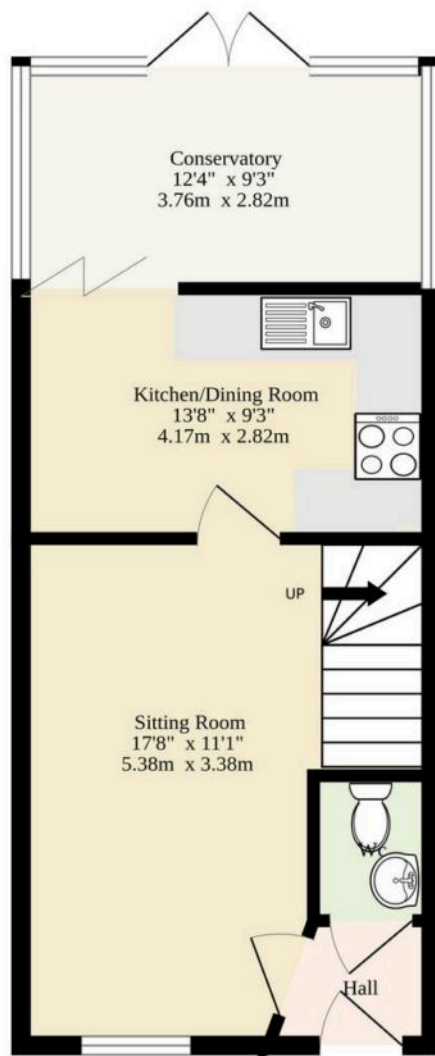 Conservatory
12'4" x 9'3"
3.76m x 2.82m
Kitchen/Dining Room
13'8" x 9'3"
4.17m x 2.82m
UP
Sitting Room
17'8" x 11'1"
5.38m x 3.38m
WC
Hall